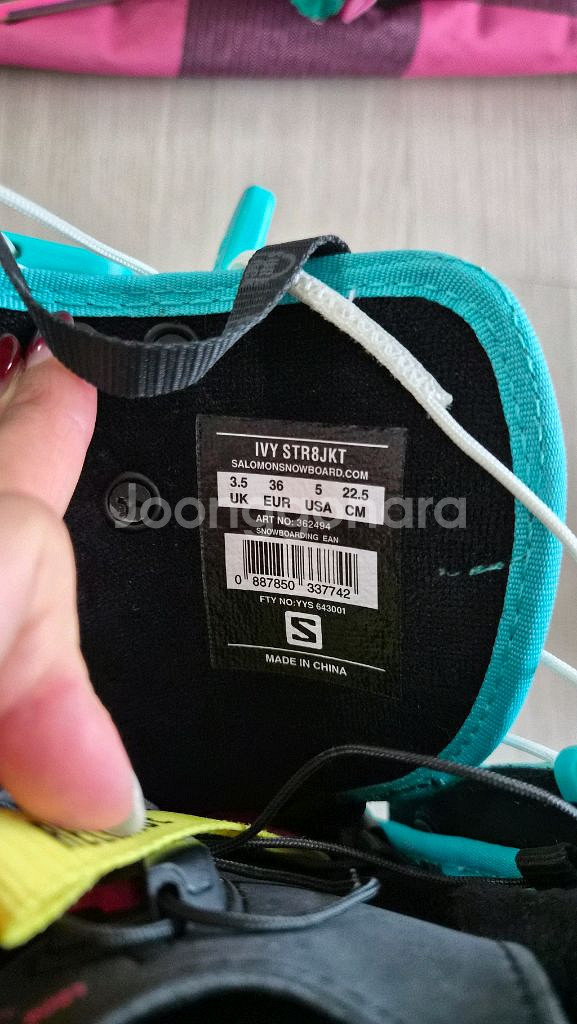 IVY STR8JKT
SALOMONSNOWBOARD.COM
3.5 36 5 22.5
UK EUR USA CM
Joonggonara
ART NO: 362494
SNOWBOARDING EAN
0 887850 337742
FTY NO:YYS 643001
S
MADE IN CHINA